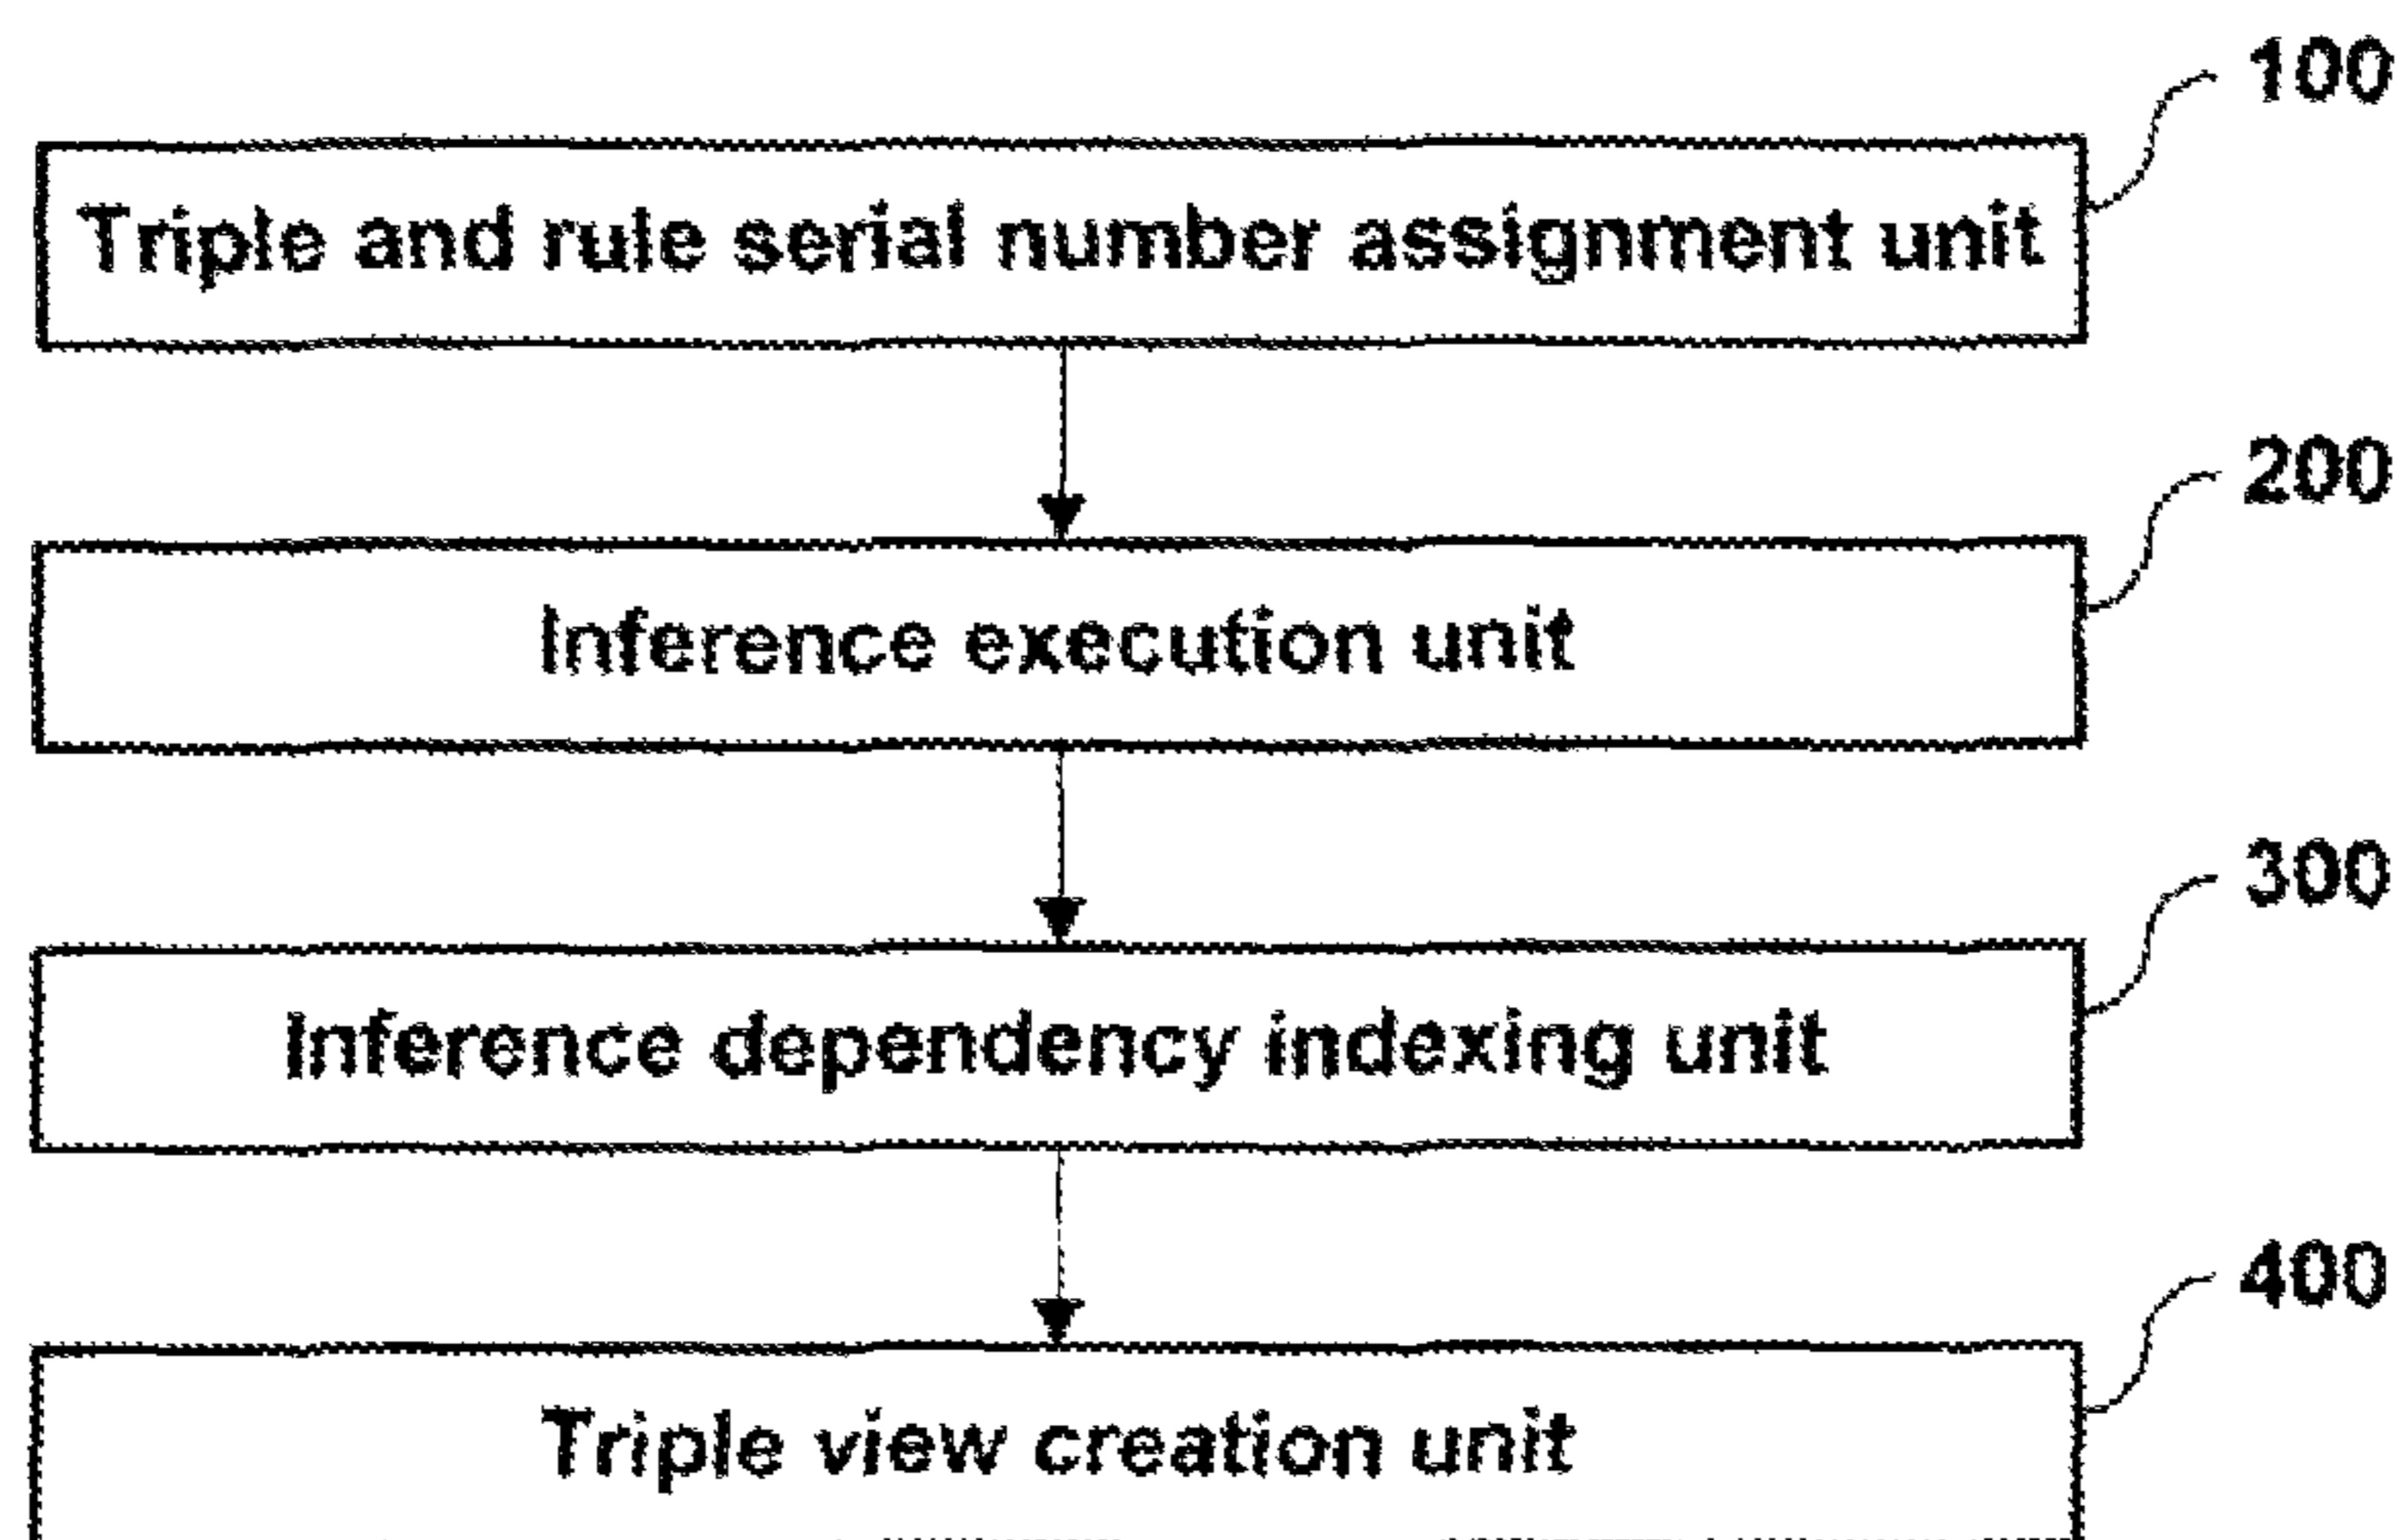 100
Triple and rule serial number assignment unit
200
Inference execution unit
300
Inference dependency indexing unit
400
Triple view creation unit